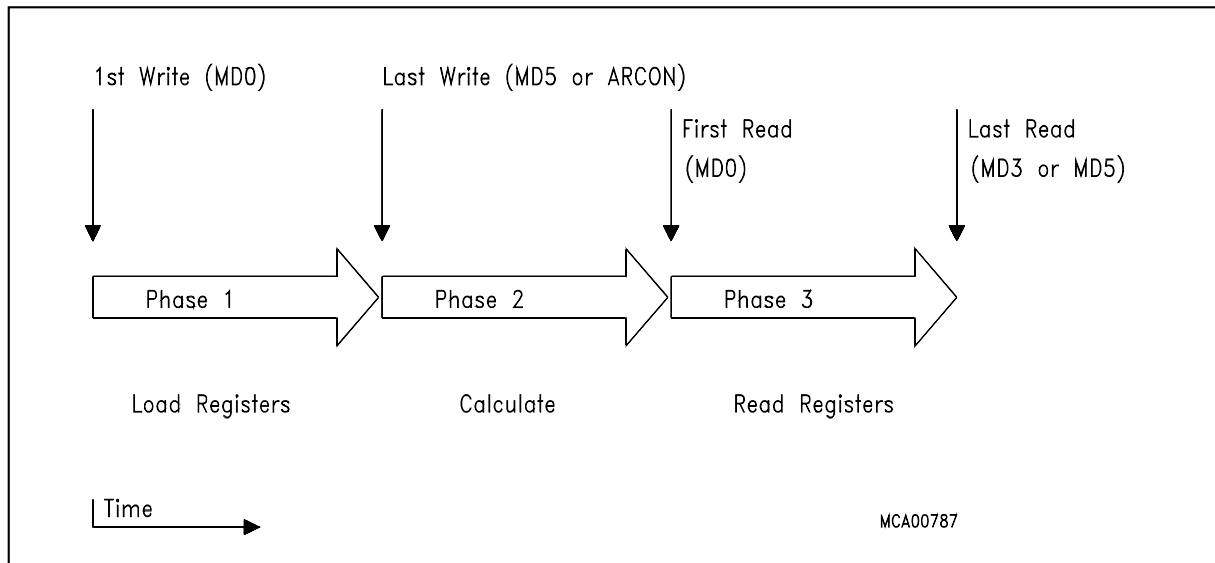 1st Write (MD0)
Last Write (MD5 or ARCON)
First Read
(MD0)
Last Read
(MD3 or MD5)
Phase 1
Phase 2
Phase 3
Load Registers
Calculate
Read Registers
Time
MCA00787